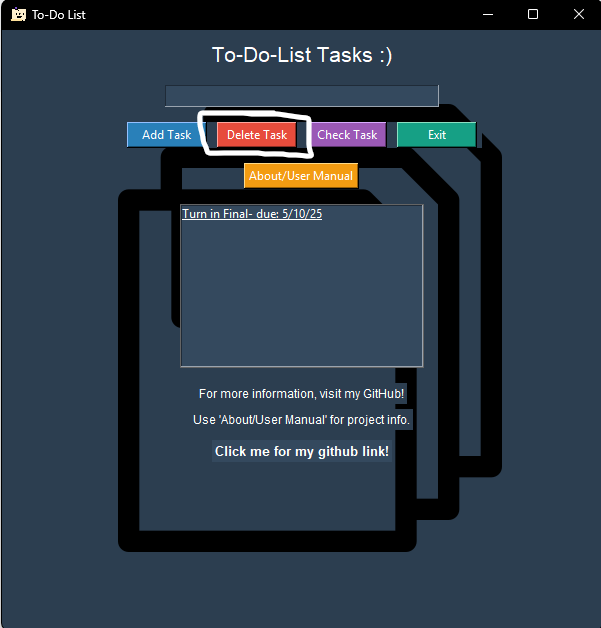 To-Do List
To-Do-List Tasks :)
Add Task Delete Task Check Task Exit
About/User Manual
Turn in Final- due: 5/10/25
For more information, visit my GitHub!
Use 'About/User Manual' for project info.
Click me for my github link!